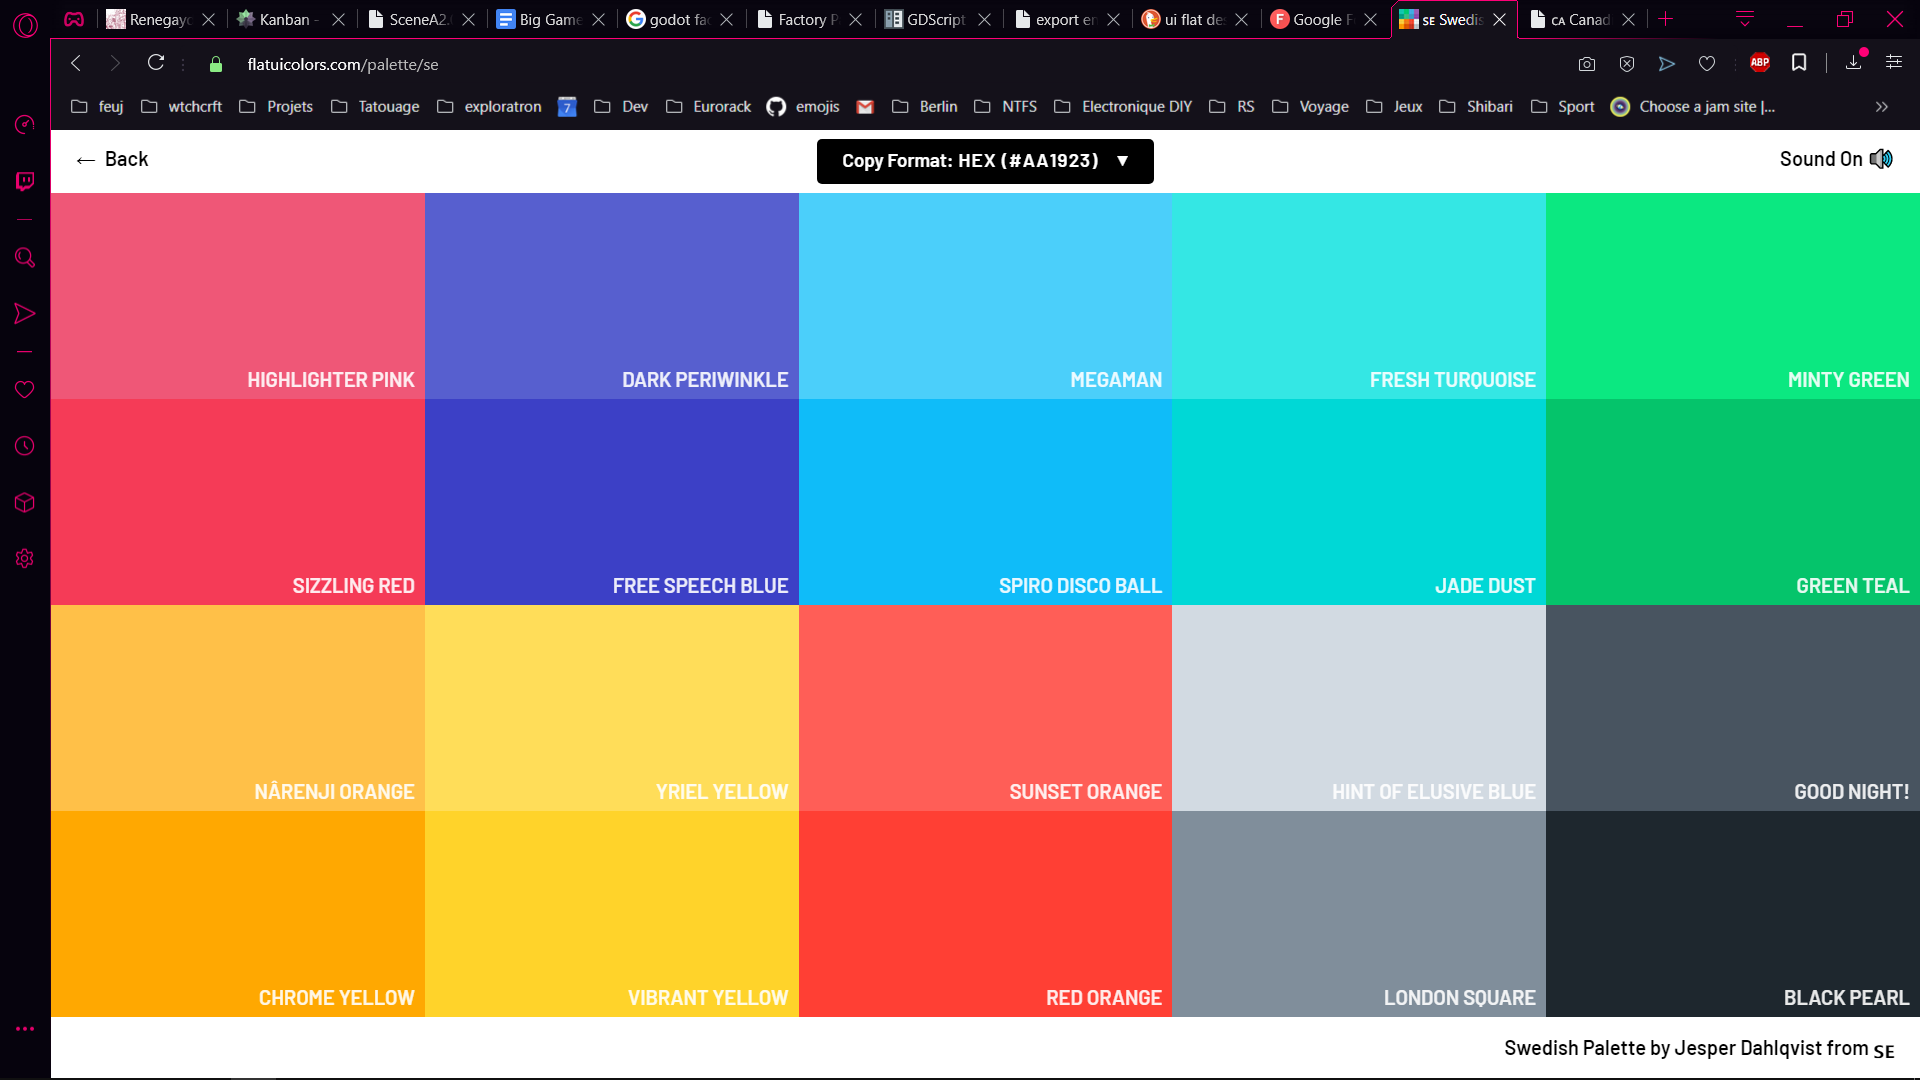 Renegayc
Kanban -
SceneA2.
Big Game
godot fac
Factory P
GDScript
export en
ui flat des
Google F
SE Swedis
CA Canad
flatuicolors.com/palette/se
ABP
feuj
wtchcrft
Projets
Tatouage
exploratron
7
Dev
Eurorack
emojis
Berlin
NTFS
Electronique DIY
RS
Voyage
Jeux
Shibari
Sport
Choose a jam site |...
← Back
Copy Format: HEX (#AA1923) ▼
Sound On
HIGHLIGHTER PINK
DARK PERIWINKLE
MEGAMAN
FRESH TURQUOISE
MINTY GREEN
SIZZLING RED
FREE SPEECH BLUE
SPIRO DISCO BALL
JADE DUST
GREEN TEAL
NÂRENJI ORANGE
YRIEL YELLOW
SUNSET ORANGE
HINT OF ELUSIVE BLUE
GOOD NIGHT!
CHROME YELLOW
VIBRANT YELLOW
RED ORANGE
LONDON SQUARE
BLACK PEARL
Swedish Palette by Jesper Dahlqvist from SE